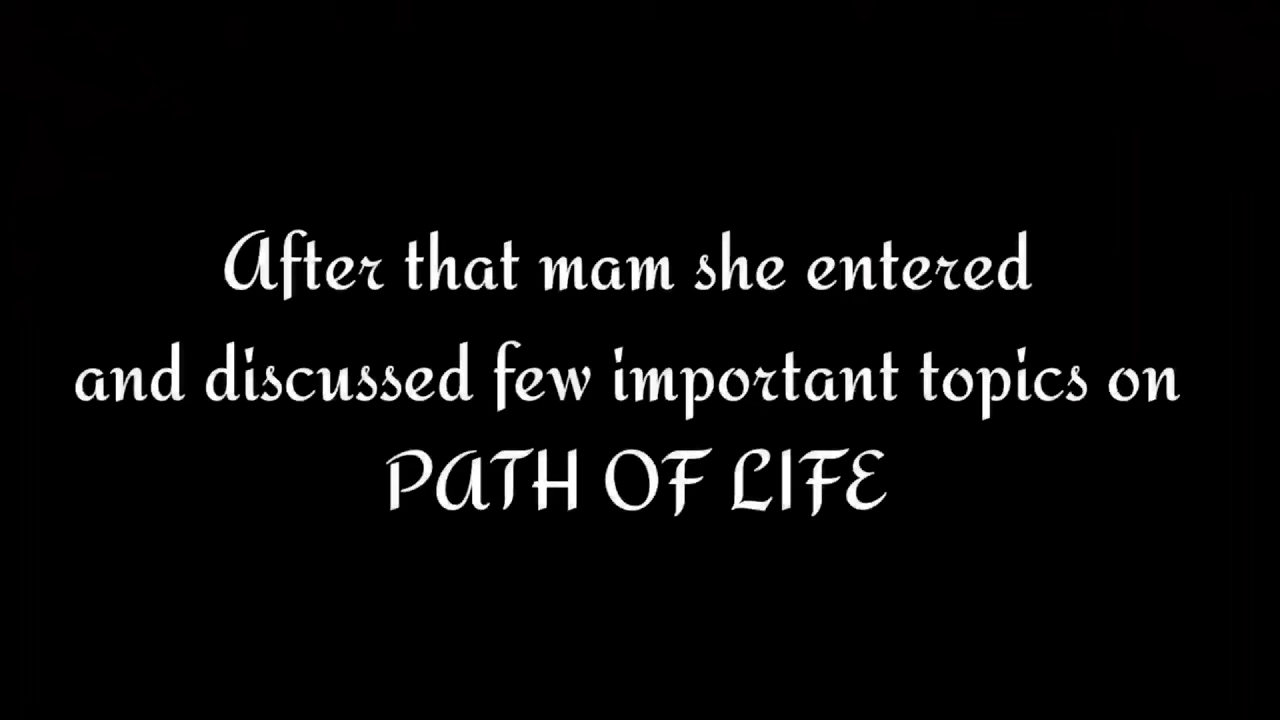 After that mam she entered
and discussed few important topics on
PATH OF LIFE